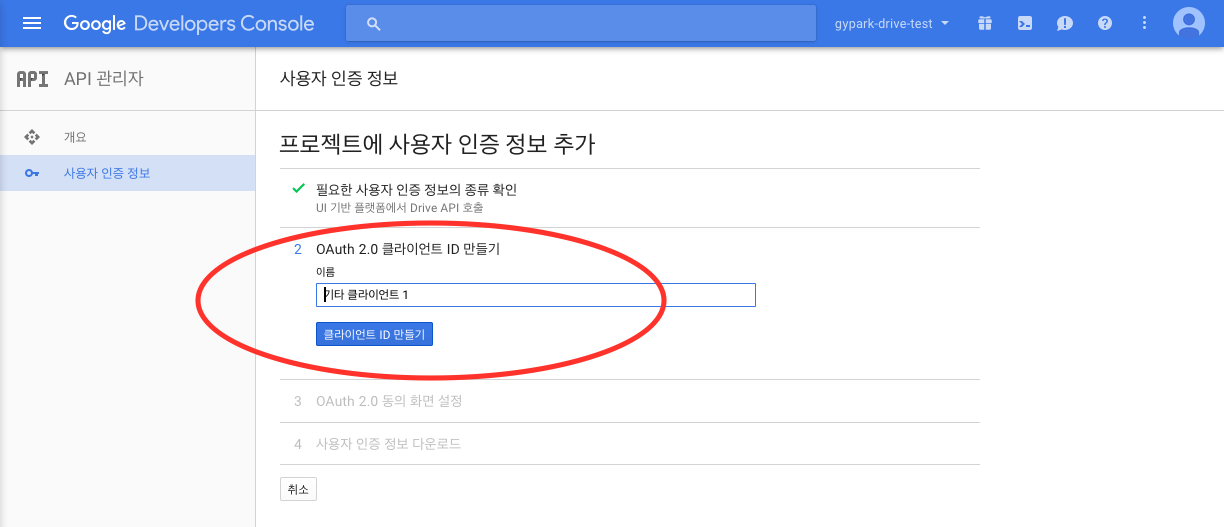 Google Developers Console
gypark-drive-test
API API 관리자
사용자 인증 정보
개요
사용자 인증 정보
프로젝트에 사용자 인증 정보 추가
필요한 사용자 인증 정보의 종류 확인
UI 기반 플랫폼에서 Drive API 호출
2 OAuth 2.0 클라이언트 ID 만들기
이름
기타 클라이언트 1
클라이언트 ID 만들기
3 OAuth 2.0 동의 화면 설정
4 사용자 인증 정보 다운로드
취소